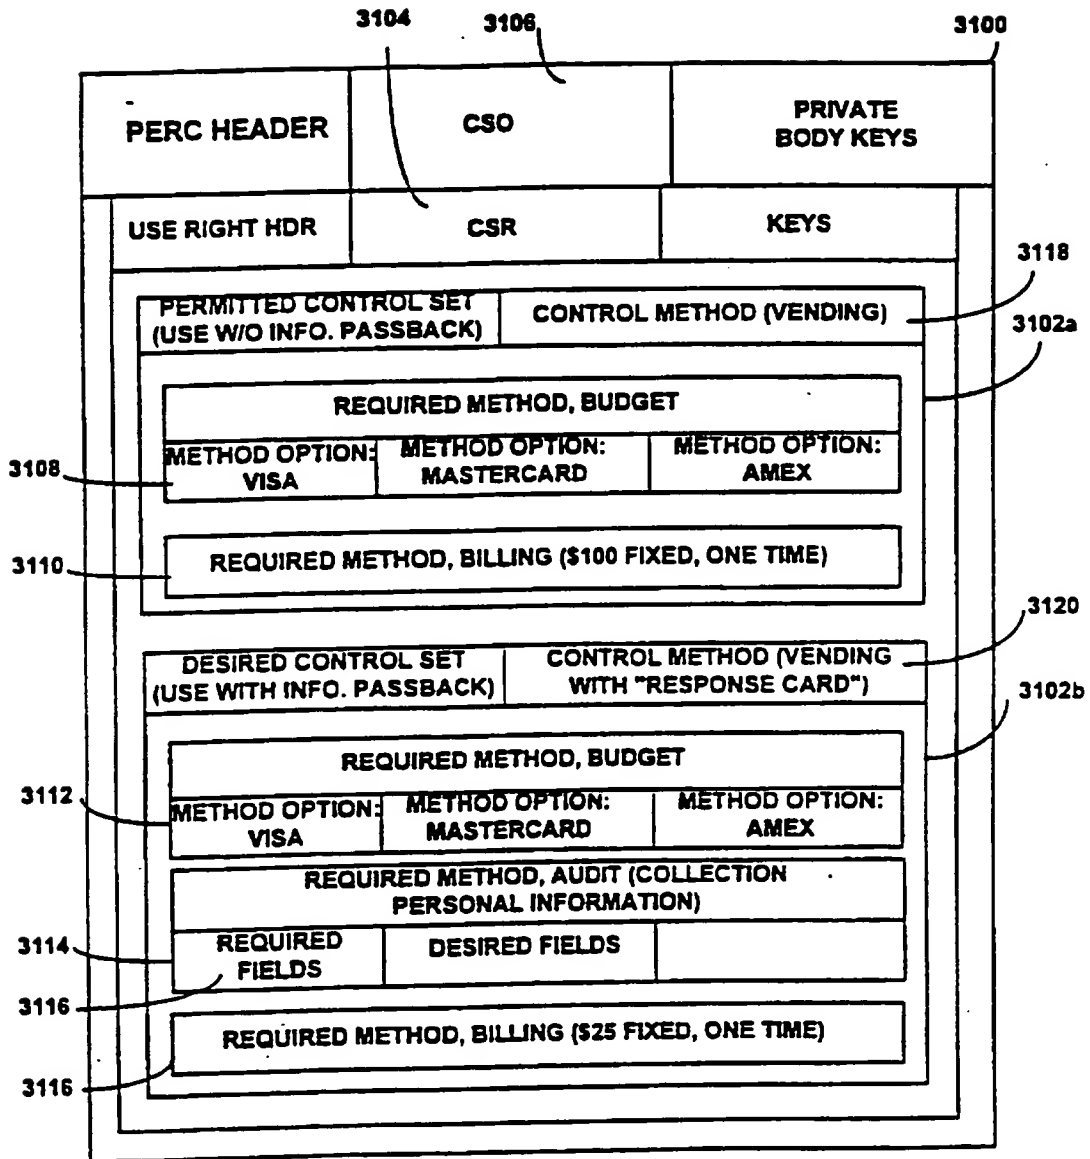 3104
3106
3100
PERC HEADER
CSO
PRIVATE
BODY KEYS
USE RIGHT HDR
CSR
KEYS
3118
PERMITTED CONTROL SET
(USE W/O INFO. PASSBACK)
CONTROL METHOD (VENDING)
3102a
REQUIRED METHOD, BUDGET
3108
METHOD OPTION:
VISA
METHOD OPTION:
MASTERCARD
METHOD OPTION:
AMEX
3110
REQUIRED METHOD, BILLING ($100 FIXED, ONE TIME)
3120
DESIRED CONTROL SET
(USE WITH INFO. PASSBACK)
CONTROL METHOD (VENDING
WITH "RESPONSE CARD")
3102b
REQUIRED METHOD, BUDGET
3112
METHOD OPTION:
VISA
METHOD OPTION:
MASTERCARD
METHOD OPTION:
AMEX
REQUIRED METHOD, AUDIT (COLLECTION
PERSONAL INFORMATION)
3114
REQUIRED
FIELDS
DESIRED FIELDS
3116
REQUIRED METHOD, BILLING ($25 FIXED, ONE TIME)
3116